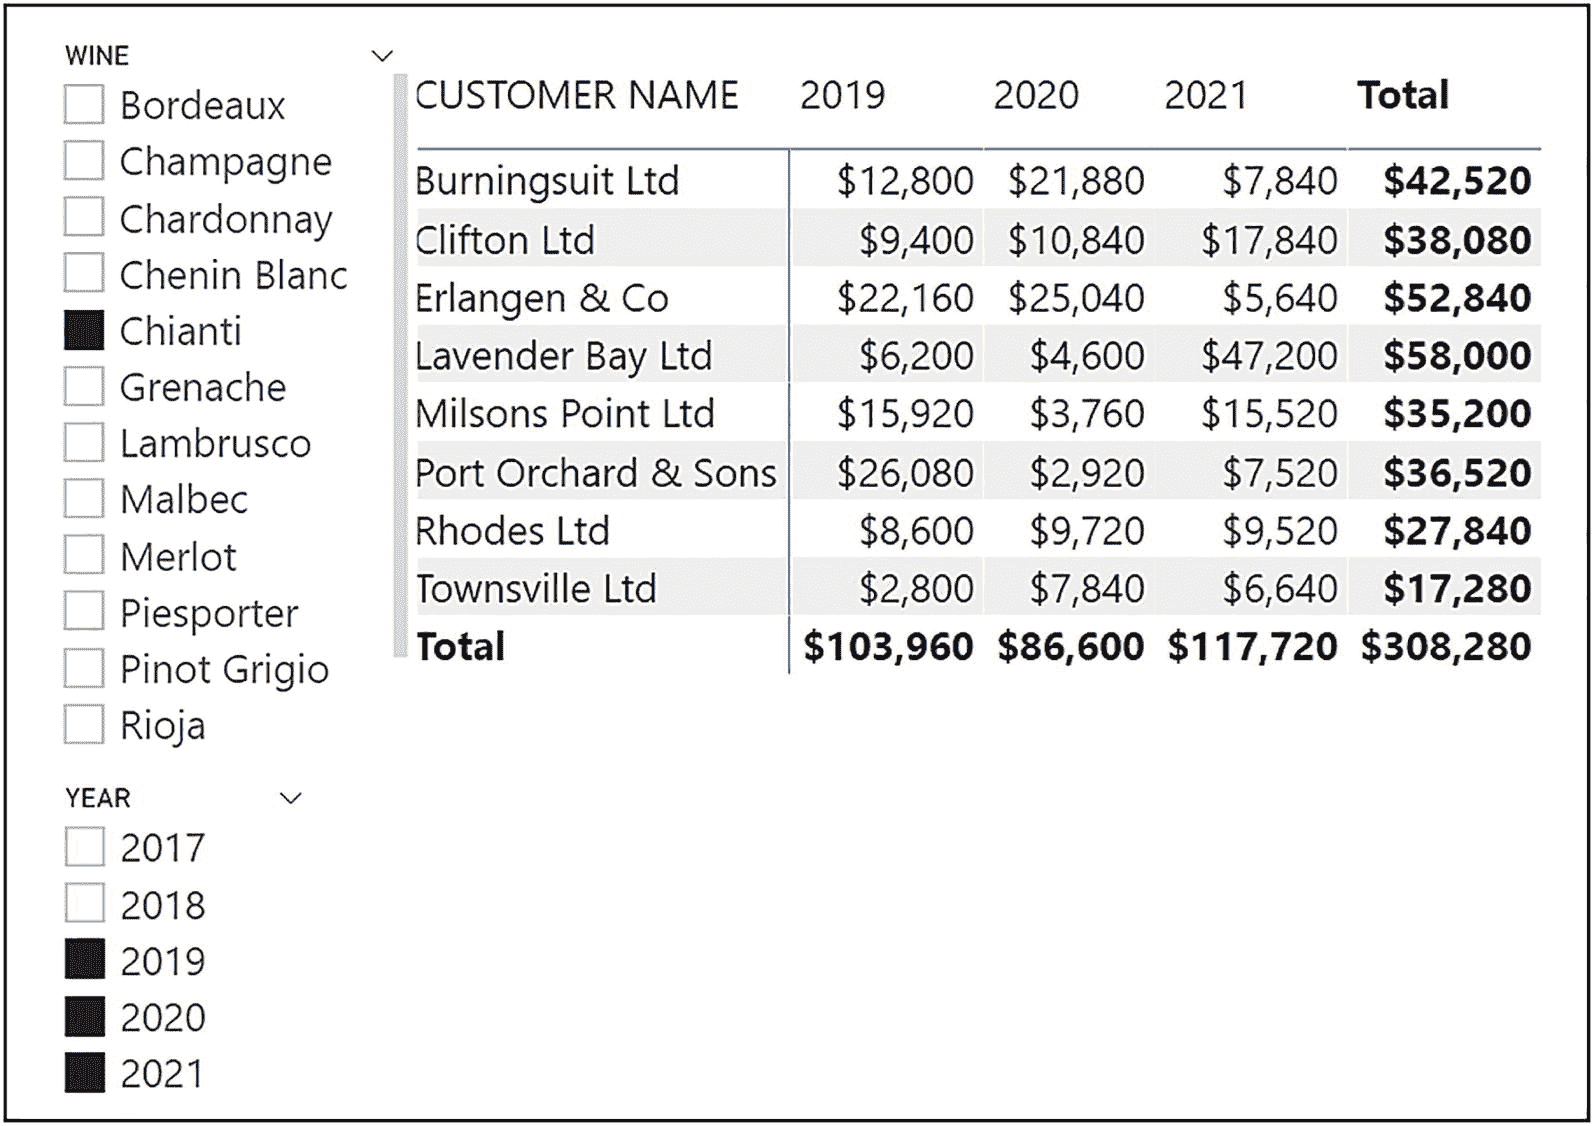 WINE
Bordeaux
Champagne
Chardonnay
Chenin Blanc
Chianti
Grenache
Lambrusco
Malbec
Merlot
Piesporter
Pinot Grigio
Rioja
YEAR
2017
2018
2019
2020
2021
CUSTOMER NAME 2019 2020 2021 Total
Burningsuit Ltd $12,800 $21,880 $7,840 $42,520
Clifton Ltd $9,400 $10,840 $17,840 $38,080
Erlangen & Co $22,160 $25,040 $5,640 $52,840
Lavender Bay Ltd $6,200 $4,600 $47,200 $58,000
Milsons Point Ltd $15,920 $3,760 $15,520 $35,200
Port Orchard & Sons $26,080 $2,920 $7,520 $36,520
Rhodes Ltd $8,600 $9,720 $9,520 $27,840
Townsville Ltd $2,800 $7,840 $6,640 $17,280
Total $103,960 $86,600 $117,720 $308,280